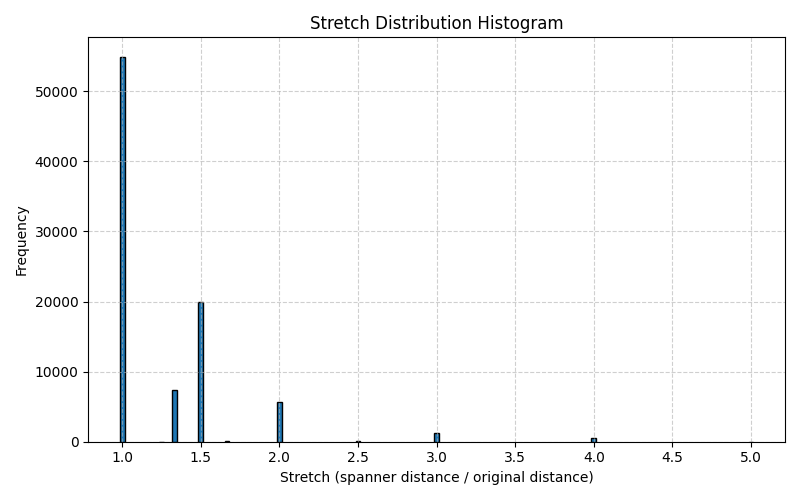 Stretch Distribution Histogram
Frequency
50000
40000
30000
20000
10000
0
1.0 1.5 2.0 2.5 3.0 3.5 4.0 4.5 5.0
Stretch (spanner distance / original distance)